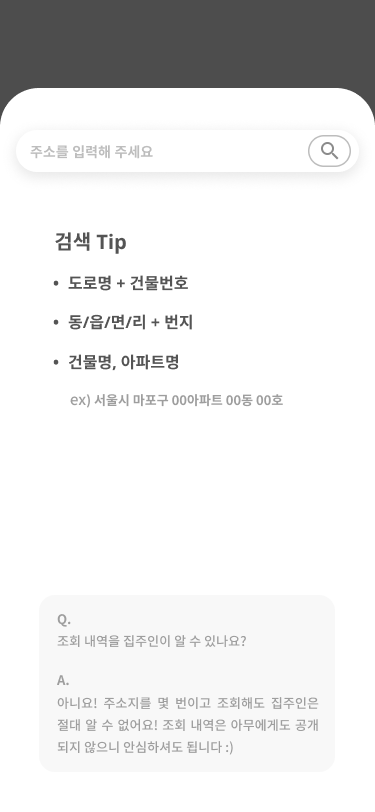 주소를 입력해 주세요
검색 Tip
• 도로명 + 건물번호
• 동/읍/면/리 + 번지
• 건물명, 아파트명
ex) 서울시 마포구 00아파트 00동 00호
Q.
조회 내역을 집주인이 알 수 있나요?
A.
아니요! 주소지를 몇 번이고 조회해도 집주인은
절대 알 수 없어요! 조회 내역은 아무에게도 공개
되지 않으니 안심하셔도 됩니다 :)